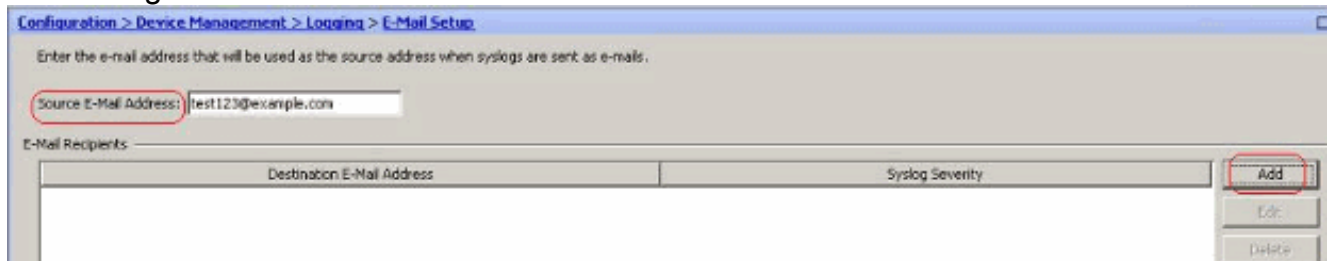 Configuration > Device Management > Logging > E-Mail Setup
Enter the e-mail address that will be used as the source address when syslogs are sent as e-mails.
Source E-Mail Address: test123@example.com
E-Mail Recipients
Destination E-Mail Address Syslog Severity Add
Edit
Delete